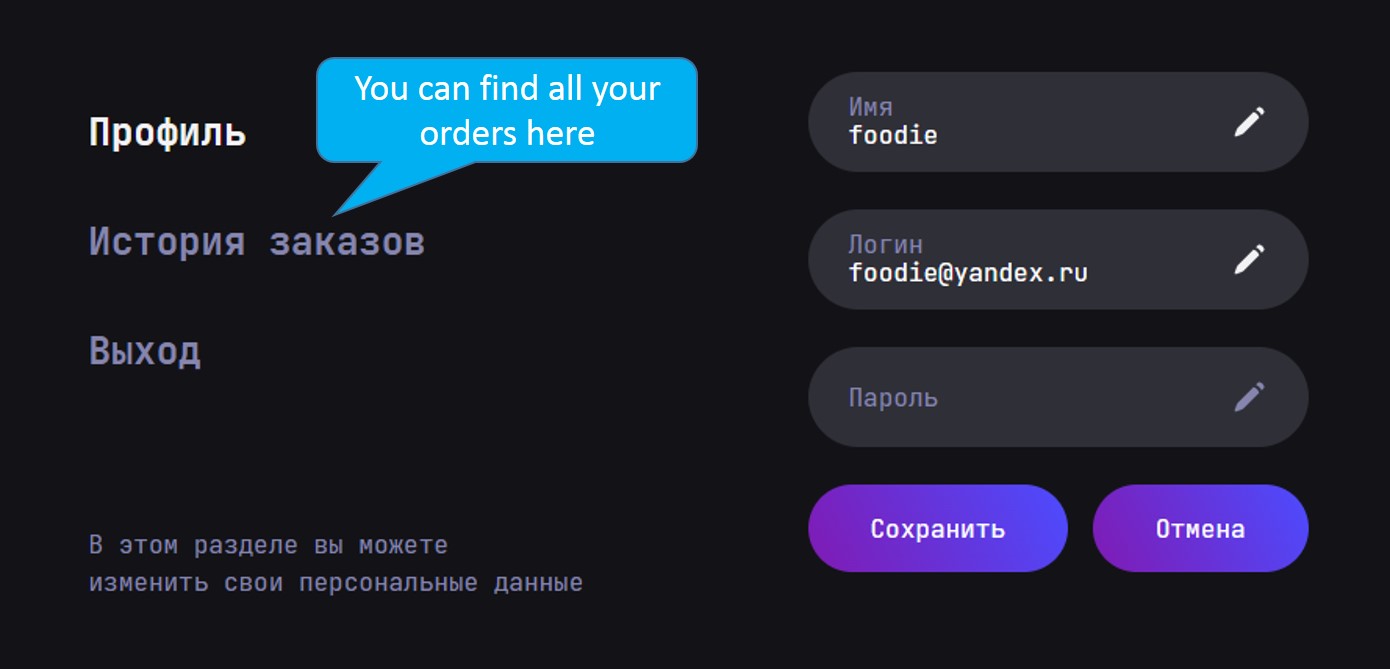 Профиль
You can find all your
orders here
История заказов
Выход
В этом разделе вы можете
изменить свои персональные данные
Имя
foodie
Логин
foodie@yandex.ru
Пароль
Сохранить
Отмена